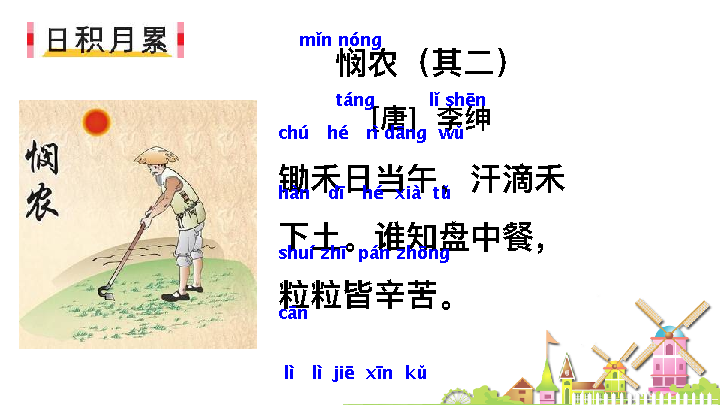 日积月累
mǐn nóng
悯农（其二）
táng lǐ shēn
［唐］李绅
chú hé rì dāng wǔ
锄禾日当午，汗滴禾
hàn dī hé xià tǔ
下土。谁知盘中餐，
shuí zhī pán zhōng
粒粒皆辛苦。
cān
lì lì jiē xīn kǔ
悯农